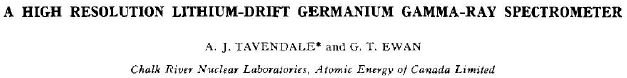 A HIGH RESOLUTION LITHIUM-DRIFT GERMANIUM GAMMA-RAY SPECTROMETER
A. J. TAVENDALE* and G. T. EWAN
Chalk River Nuclear Laboratories, Atomic Energy of Canada Limited